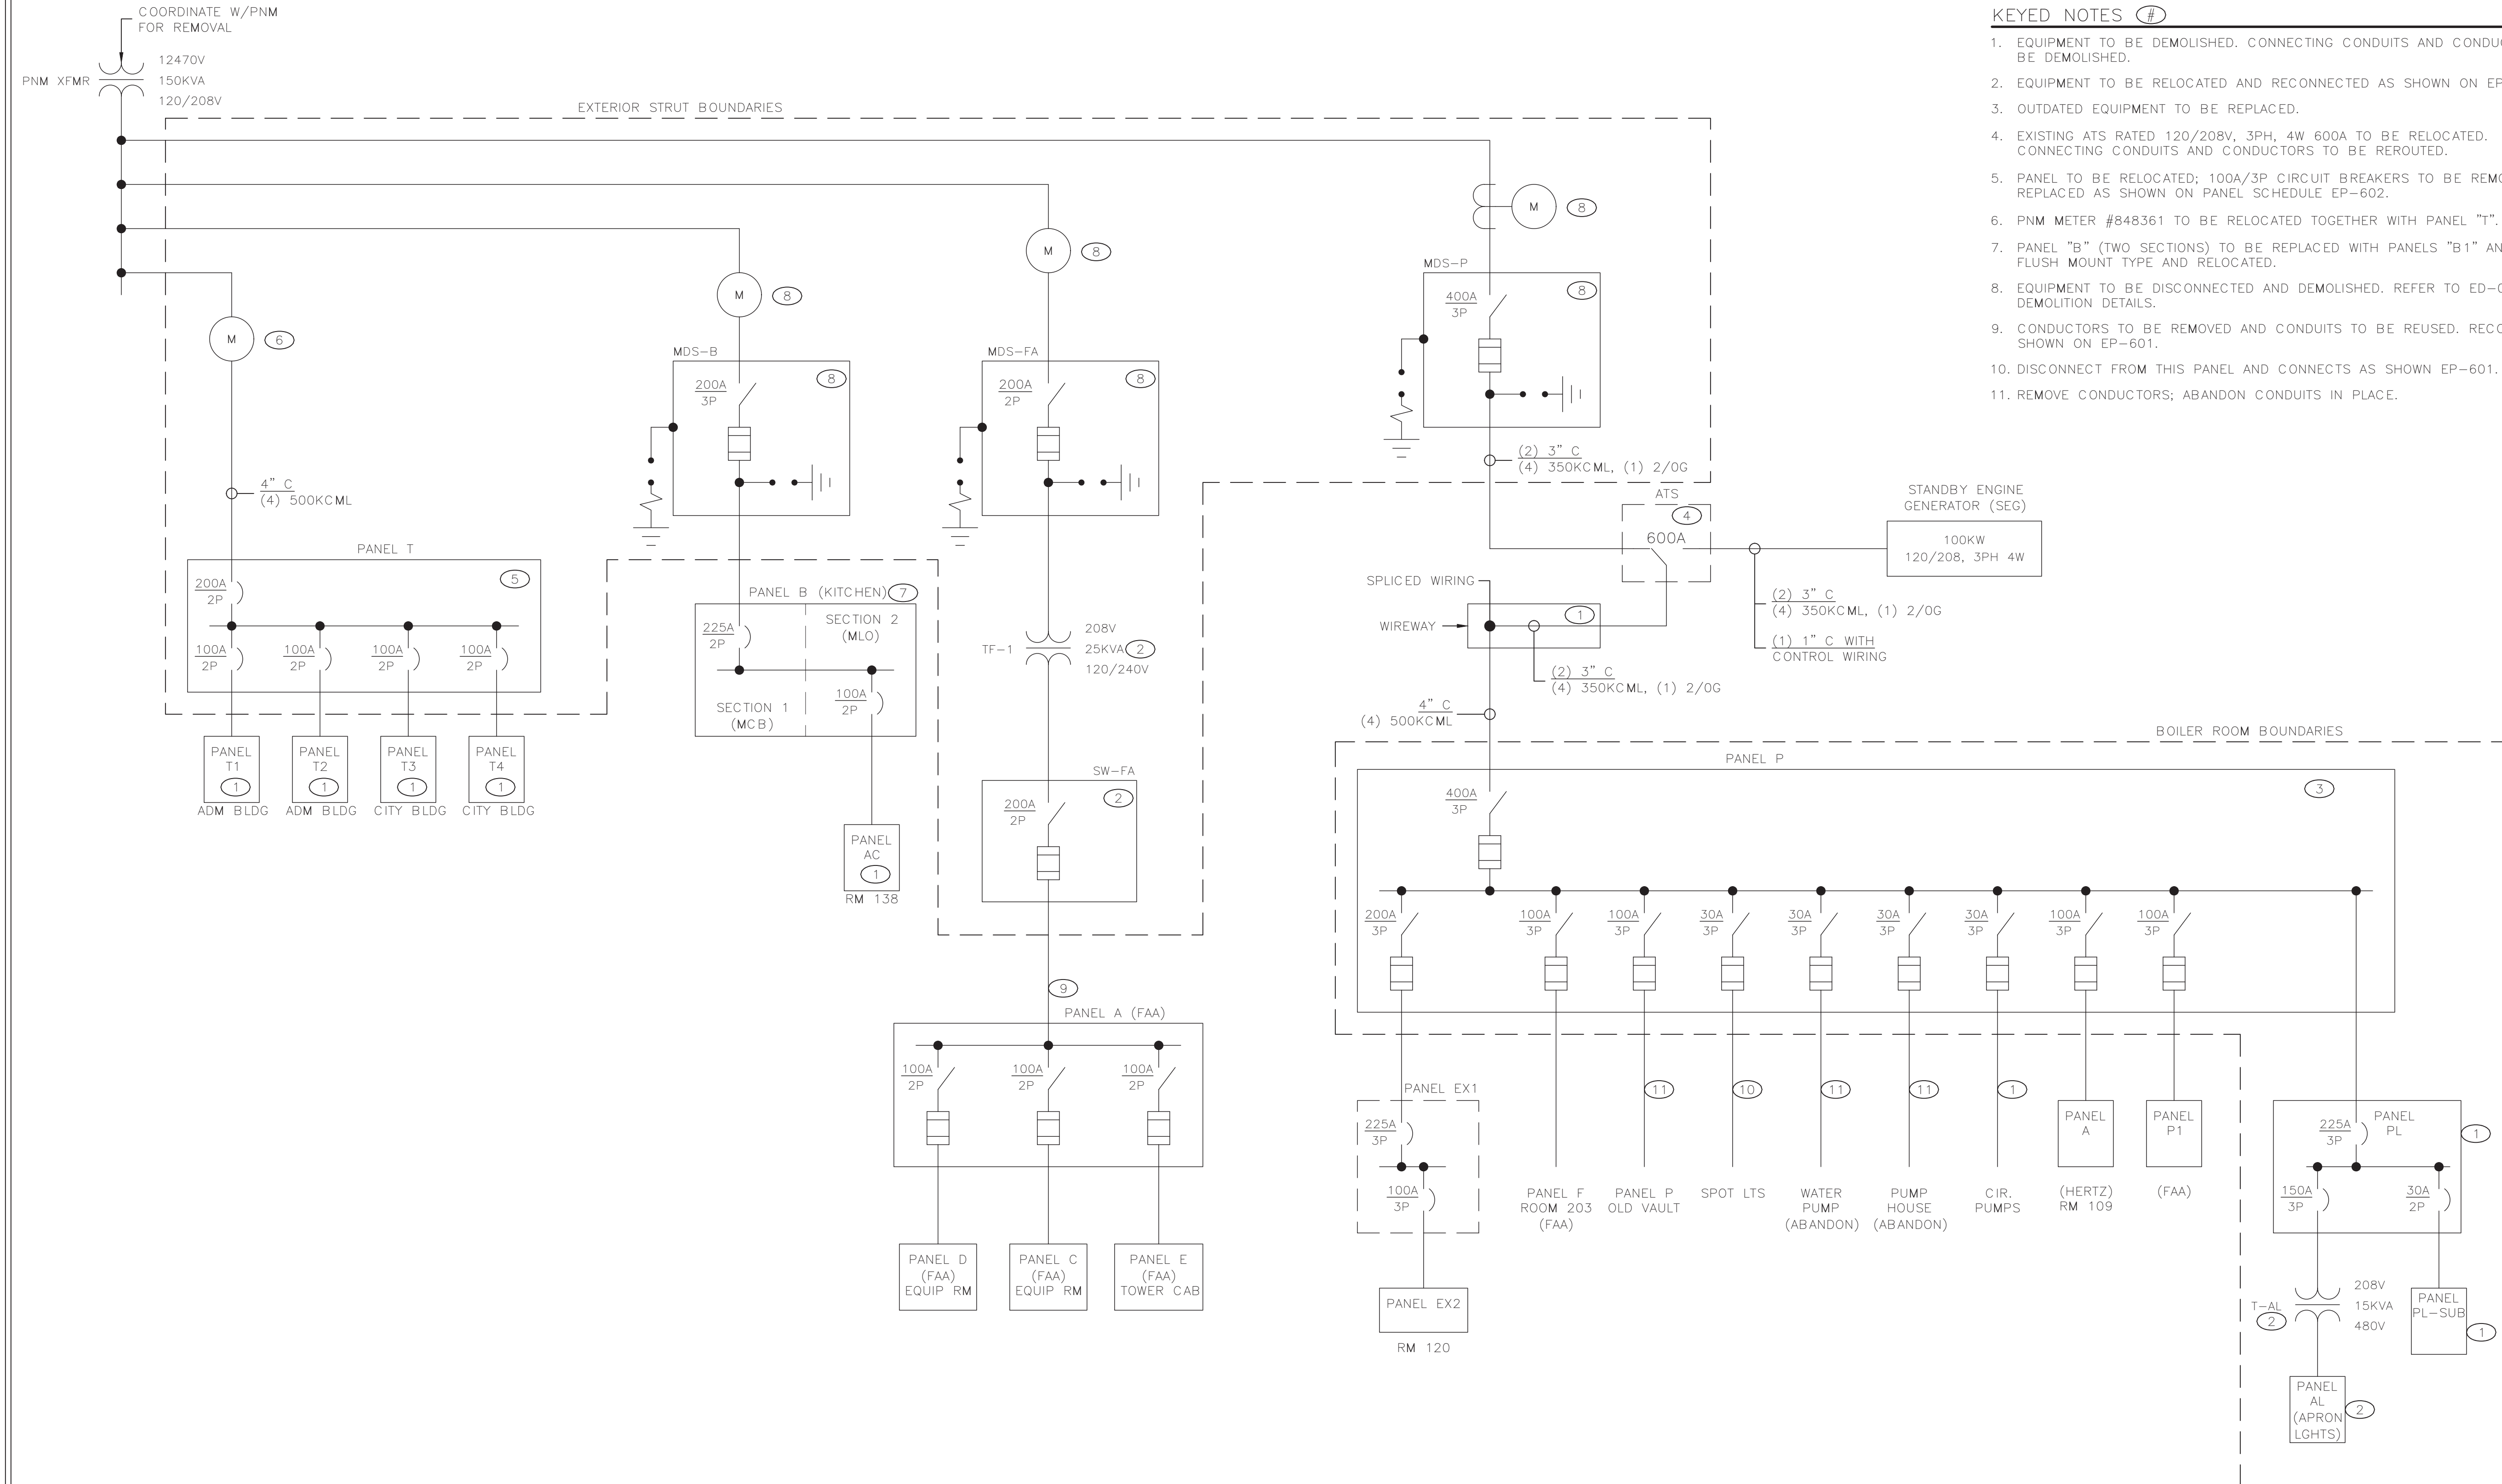 COORDINATE W/PNM
FOR REMOVAL
PNM XFMR
12470V
150KVA
120/208V
EXTERIOR STRUT BOUNDARIES
M
6
4" C
(4) 500KCML
PANEL T
5
200A
2P
100A
2P
100A
2P
100A
2P
100A
2P
PANEL
T1
1
ADM BLDG
PANEL
T2
1
ADM BLDG
PANEL
T3
1
CITY BLDG
PANEL
T4
1
CITY BLDG
M
8
MDS-B
8
200A
3P
PANEL B (KITCHEN)
7
225A
2P
SECTION 2
(MLO)
SECTION 1
(MCB)
100A
2P
PANEL
AC
1
RM 138
M
8
MDS-FA
8
200A
2P
TF-1
208V
25KVA
2
120/240V
SW-FA
2
200A
2P
9
PANEL A (FAA)
100A
2P
100A
2P
100A
2P
PANEL D
(FAA)
EQUIP RM
PANEL C
(FAA)
EQUIP RM
PANEL E
(FAA)
TOWER CAB
M
8
MDS-P
8
400A
3P
(2) 3" C
(4) 350KCML, (1) 2/0G
ATS
4
600A
STANDBY ENGINE
GENERATOR (SEG)
100KW
120/208, 3PH 4W
(2) 3" C
(4) 350KCML, (1) 2/0G
(1) 1" C WITH
CONTROL WIRING
SPLICED WIRING
WIREWAY
1
(2) 3" C
(4) 350KCML, (1) 2/0G
4" C
(4) 500KCML
BOILER ROOM BOUNDARIES
PANEL P
3
400A
3P
200A
3P
100A
3P
100A
3P
30A
3P
30A
3P
30A
3P
30A
3P
100A
3P
100A
3P
PANEL EX1
225A
3P
100A
3P
PANEL EX2
RM 120
PANEL F
ROOM 203
(FAA)
11
PANEL P
OLD VAULT
10
SPOT LTS
11
WATER
PUMP
(ABANDON)
11
PUMP
HOUSE
(ABANDON)
1
CIR.
PUMPS
PANEL
A
(HERTZ)
RM 109
PANEL
P1
(FAA)
225A
3P
PANEL
PL
1
150A
3P
30A
2P
T-AL
2
208V
15KVA
480V
PANEL
PL-SUB
1
PANEL
AL
(APRON
LGHTS)
2
KEYED NOTES #
1. EQUIPMENT TO BE DEMOLISHED. CONNECTING CONDUITS AND CONDU
BE DEMOLISHED.
2. EQUIPMENT TO BE RELOCATED AND RECONNECTED AS SHOWN ON EP
3. OUTDATED EQUIPMENT TO BE REPLACED.
4. EXISTING ATS RATED 120/208V, 3PH, 4W 600A TO BE RELOCATED.
CONNECTING CONDUITS AND CONDUCTORS TO BE REROUTED.
5. PANEL TO BE RELOCATED; 100A/3P CIRCUIT BREAKERS TO BE REMO
REPLACED AS SHOWN ON PANEL SCHEDULE EP-602.
6. PNM METER #848361 TO BE RELOCATED TOGETHER WITH PANEL "T".
7. PANEL "B" (TWO SECTIONS) TO BE REPLACED WITH PANELS "B1" AN
FLUSH MOUNT TYPE AND RELOCATED.
8. EQUIPMENT TO BE DISCONNECTED AND DEMOLISHED. REFER TO ED-0
DEMOLITION DETAILS.
9. CONDUCTORS TO BE REMOVED AND CONDUITS TO BE REUSED. RECO
SHOWN ON EP-601.
10. DISCONNECT FROM THIS PANEL AND CONNECTS AS SHOWN EP-601.
11. REMOVE CONDUCTORS; ABANDON CONDUITS IN PLACE.